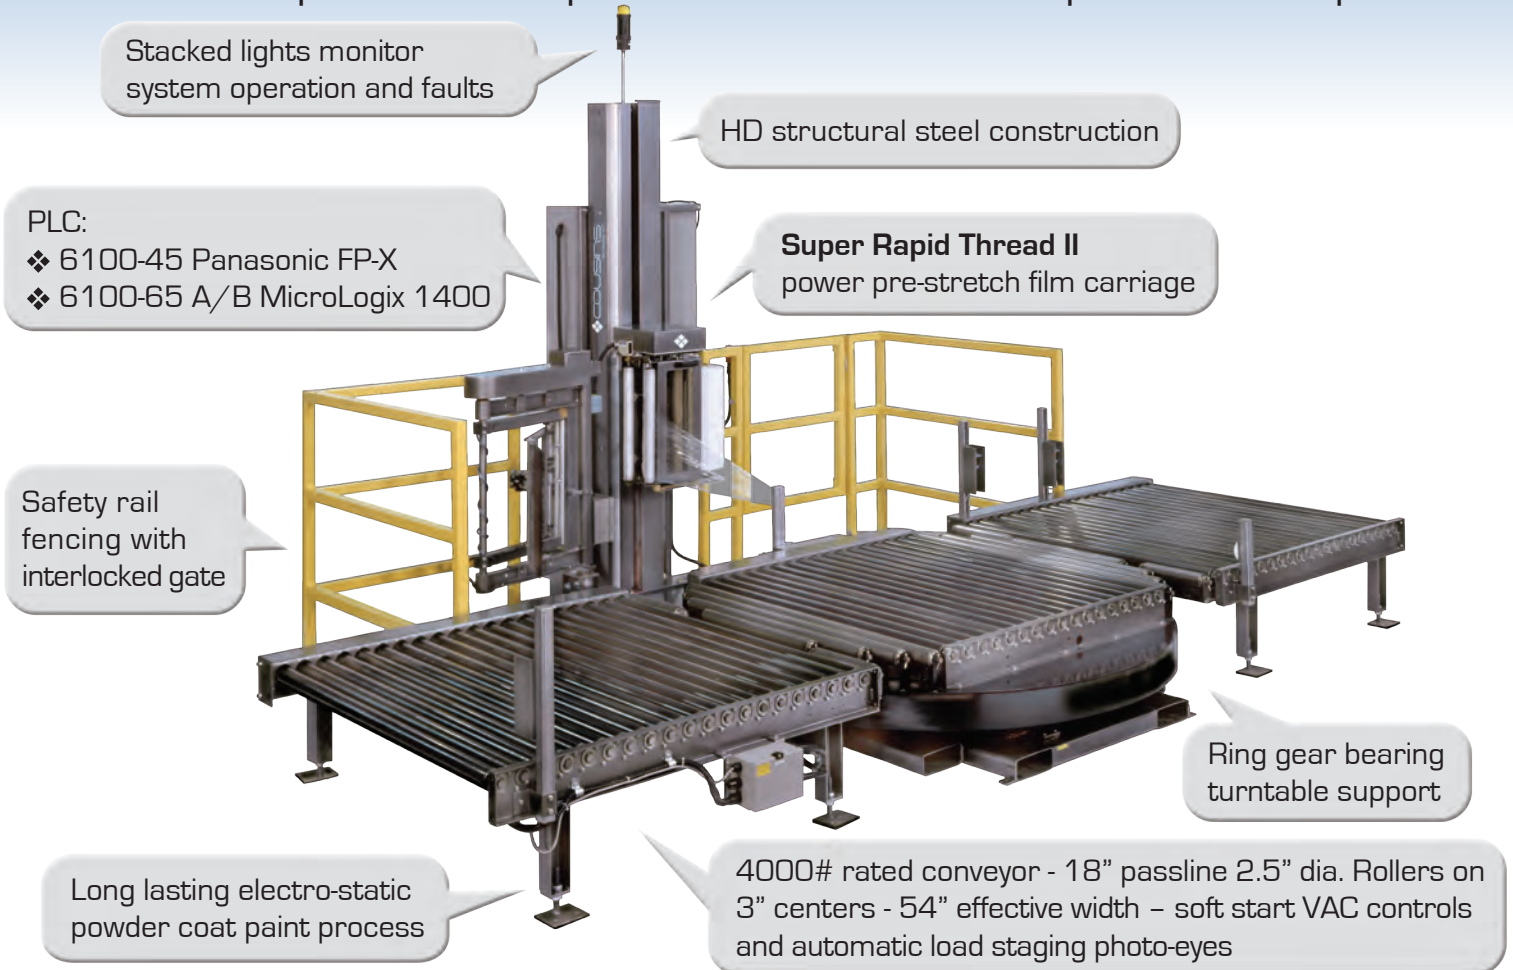 Stacked lights monitor
system operation and faults
HD structural steel construction
PLC:
❖ 6100-45 Panasonic FP-X
❖ 6100-65 A/B MicroLogix 1400
Super Rapid Thread II
power pre-stretch film carriage
cousins
Safety rail
fencing with
interlocked gate
Ring gear bearing
turntable support
4000# rated conveyor - 18” passline 2.5” dia. Rollers on
3” centers - 54” effective width – soft start VAC controls
and automatic load staging photo-eyes
Long lasting electro-static
powder coat paint process